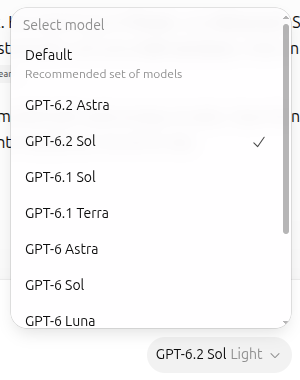 Select model
Default
Recommended set of models
GPT-6.2 Astra
GPT-6.2 Sol
GPT-6.1 Sol
GPT-6.1 Terra
GPT-6 Astra
GPT-6 Sol
GPT-6 Luna
GPT-6.2 Sol Light